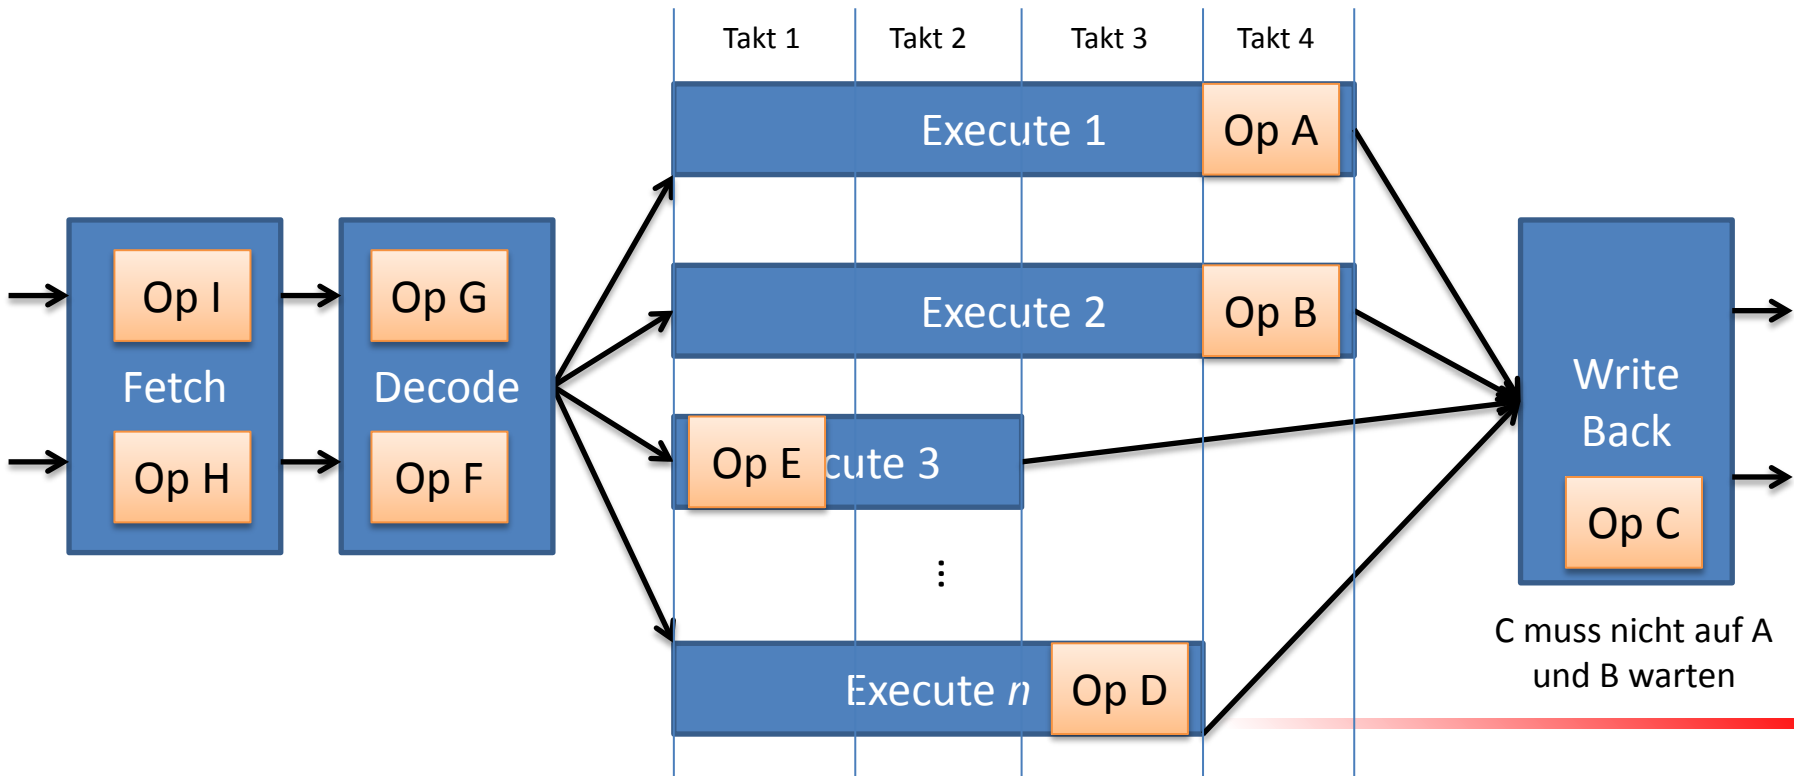 Takt 1
Takt 2
Takt 3
Takt 4
Execute 1
Op A
Op I
Op G
Execute 2
Op B
Fetch
Decode
Write
Back
Op H
Op F
Op E
cute 3
Op C
...
C muss nicht auf A
und B warten
Execute n
Op D